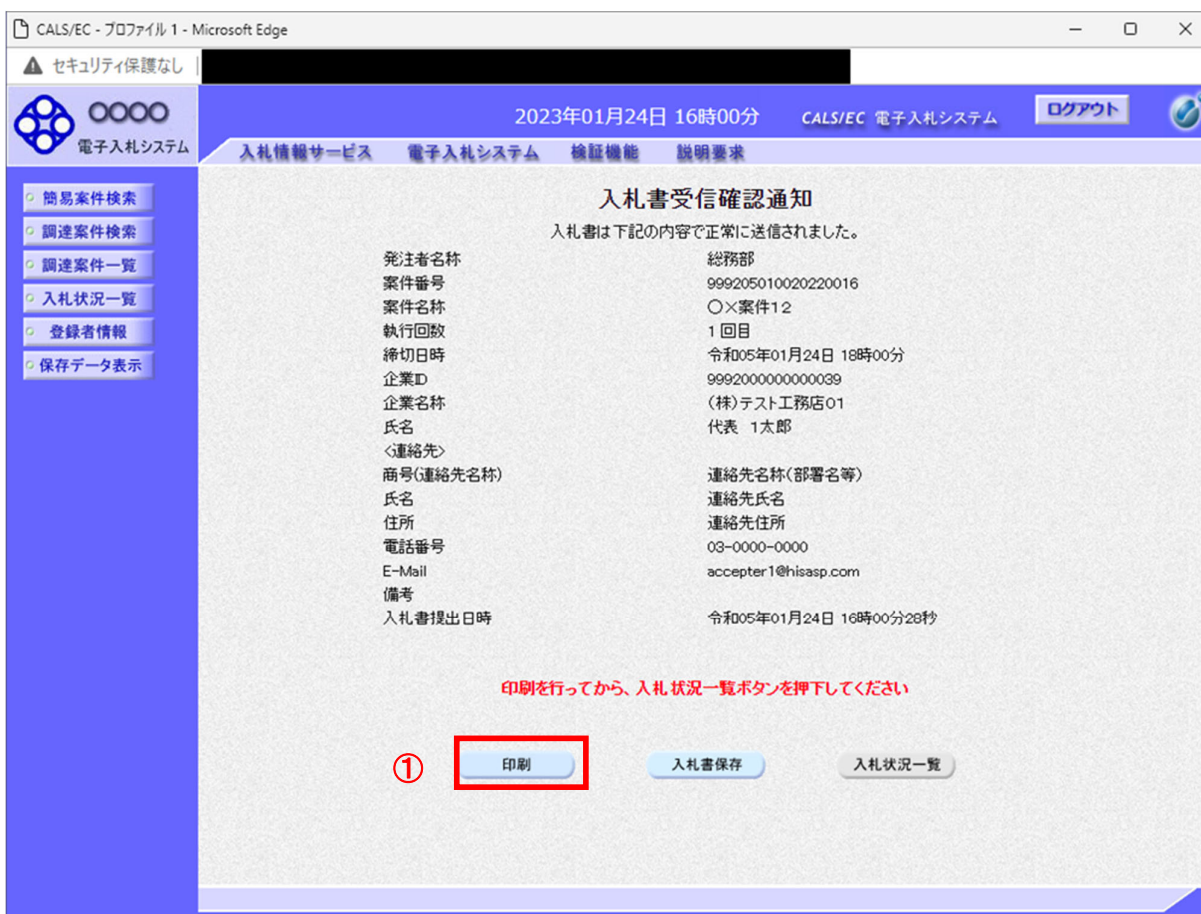 CALS/EC - プロファイル 1 - Microsoft Edge
セキュリティ保護なし
〇〇〇〇
電子入札システム
2023年01月24日 16時00分
CALS/EC 電子入札システム
ログアウト
入札情報サービス 電子入札システム 検証機能 説明要求
簡易案件検索
調達案件検索
調達案件一覧
入札状況一覧
登録者情報
保存データ表示
入札書受信確認通知
入札書は下記の内容で正常に送信されました。
発注者名称 総務部
案件番号 999205010020220016
案件名称 〇×案件12
執行回数 1回目
締切日時 令和05年01月24日 18時00分
企業ID 9992000000000039
企業名称 (株)テスト工務店01
氏名 代表 1太郎
<連絡先>
商号(連絡先名称) 連絡先名称(部署名等)
氏名 連絡先氏名
住所 連絡先住所
電話番号 03-0000-0000
E-Mail accepter1@hisasp.com
備考
入札書提出日時 令和05年01月24日 16時00分28秒
印刷を行ってから、入札状況一覧ボタンを押下してください
① 印刷 入札書保存 入札状況一覧